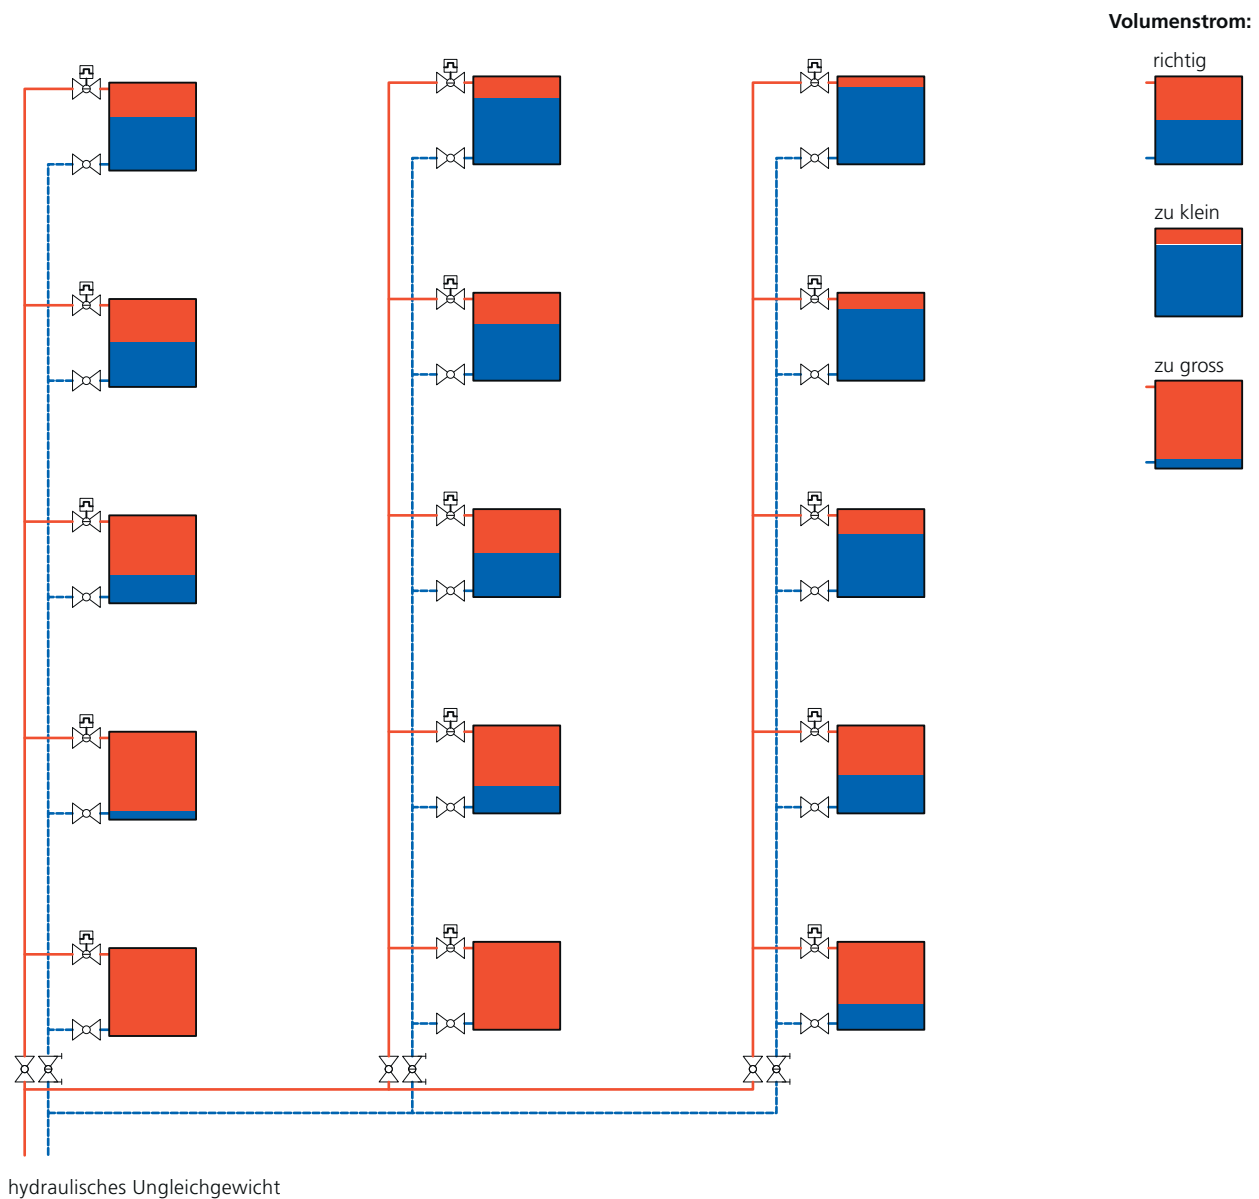 Volumenstrom:
richtig
zu klein
zu gross
hydraulisches Ungleichgewicht